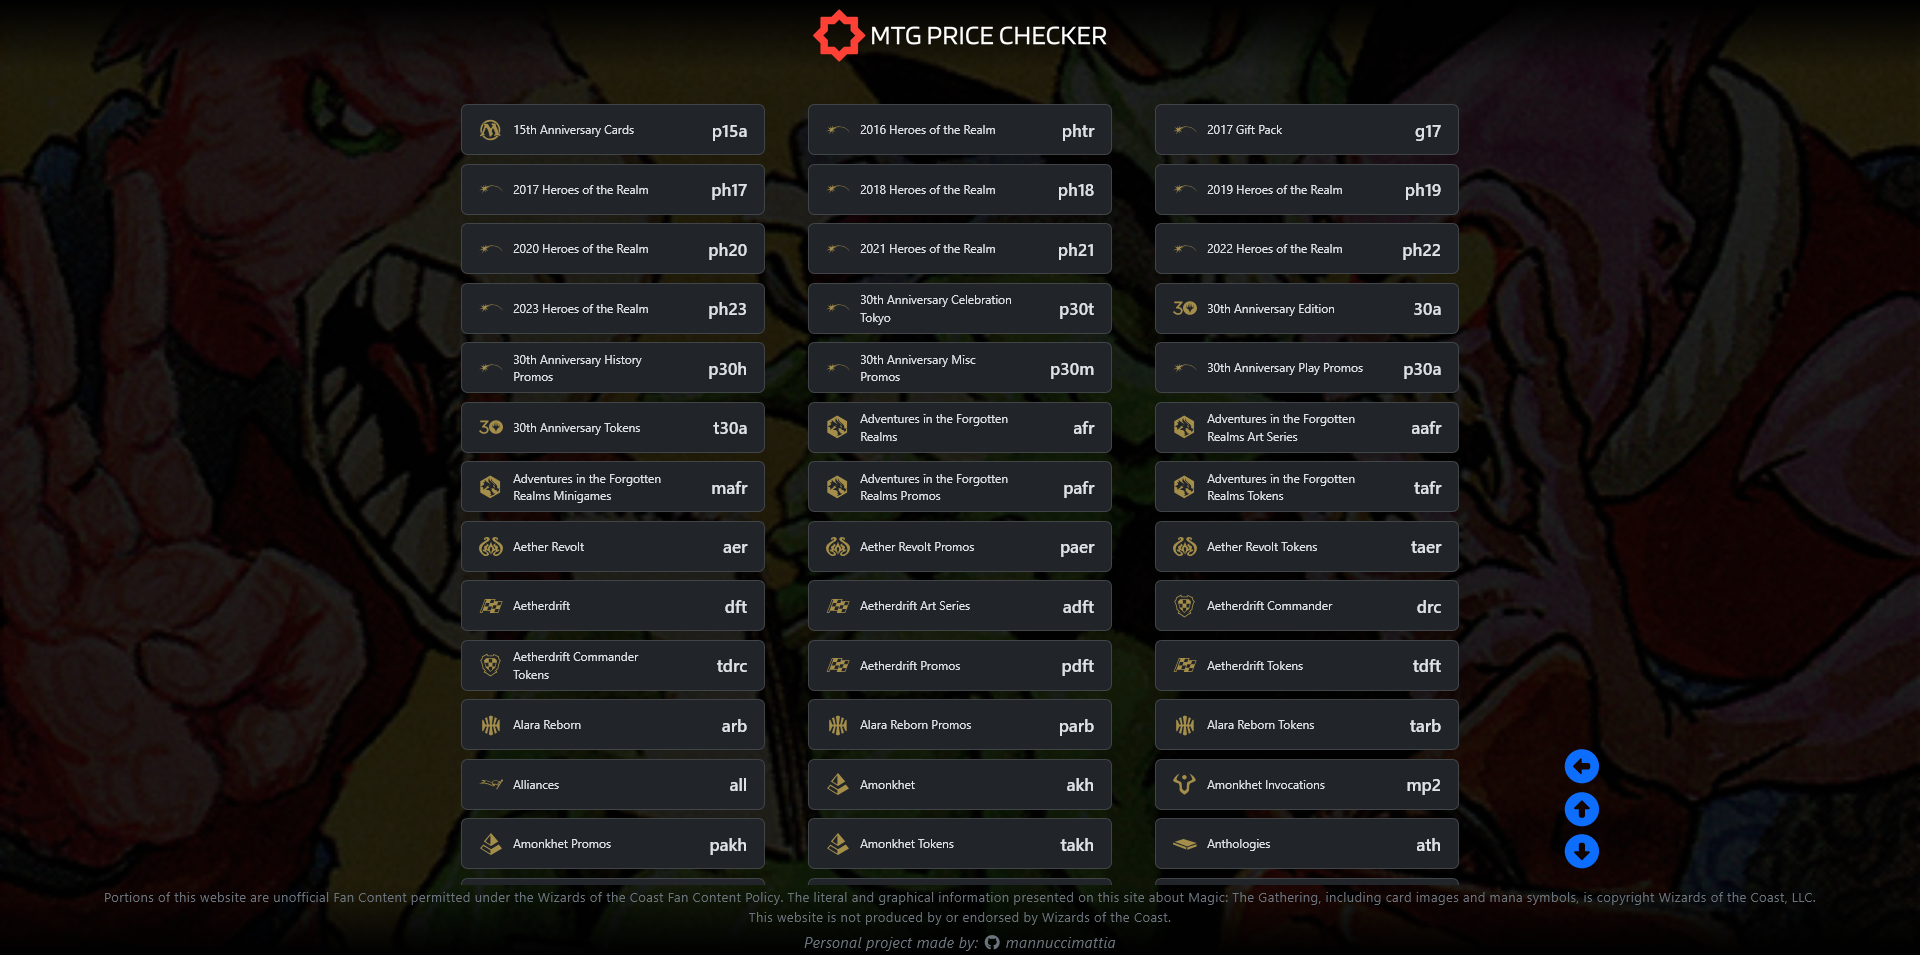 MTG PRICE CHECKER
15th Anniversary Cards p15a
2016 Heroes of the Realm phtr
2017 Gift Pack g17
2017 Heroes of the Realm ph17
2018 Heroes of the Realm ph18
2019 Heroes of the Realm ph19
2020 Heroes of the Realm ph20
2021 Heroes of the Realm ph21
2022 Heroes of the Realm ph22
2023 Heroes of the Realm ph23
30th Anniversary Celebration
Tokyo
p30t
30th Anniversary Edition 30a
30th Anniversary History
Promos
p30h
30th Anniversary Misc
Promos
p30m
30th Anniversary Play Promos p30a
30th Anniversary Tokens t30a
Adventures in the Forgotten
Realms
afr
Adventures in the Forgotten
Realms Art Series
aafr
Adventures in the Forgotten
Realms Minigames
mafr
Adventures in the Forgotten
Realms Promos
pafr
Adventures in the Forgotten
Realms Tokens
tafr
Aether Revolt aer
Aether Revolt Promos paer
Aether Revolt Tokens taer
Aetherdrift dft
Aetherdrift Art Series adft
Aetherdrift Commander drc
Aetherdrift Commander
Tokens
tdrc
Aetherdrift Promos pdft
Aetherdrift Tokens tdft
Alara Reborn arb
Alara Reborn Promos parb
Alara Reborn Tokens tarb
Alliances all
Amonkhet akh
Amonkhet Invocations mp2
Amonkhet Promos pakh
Amonkhet Tokens takh
Anthologies ath
Portions of this website are unofficial Fan Content permitted under the Wizards of the Coast Fan Content Policy. The literal and graphical information presented on this site about Magic: The Gathering, including card images and mana symbols, is copyright Wizards of the Coast, LLC.
This website is not produced by or endorsed by Wizards of the Coast.
Personal project made by: mannuccimattia